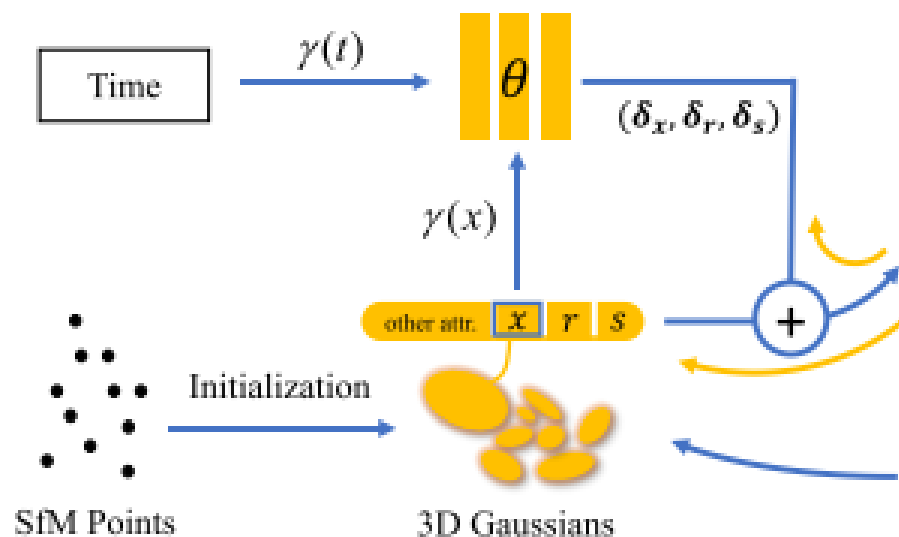 γ(t)
Time
θ
(δₓ, δᵣ, δₛ)
γ(x)
other attr. x r s
+
Initialization
SfM Points
3D Gaussians